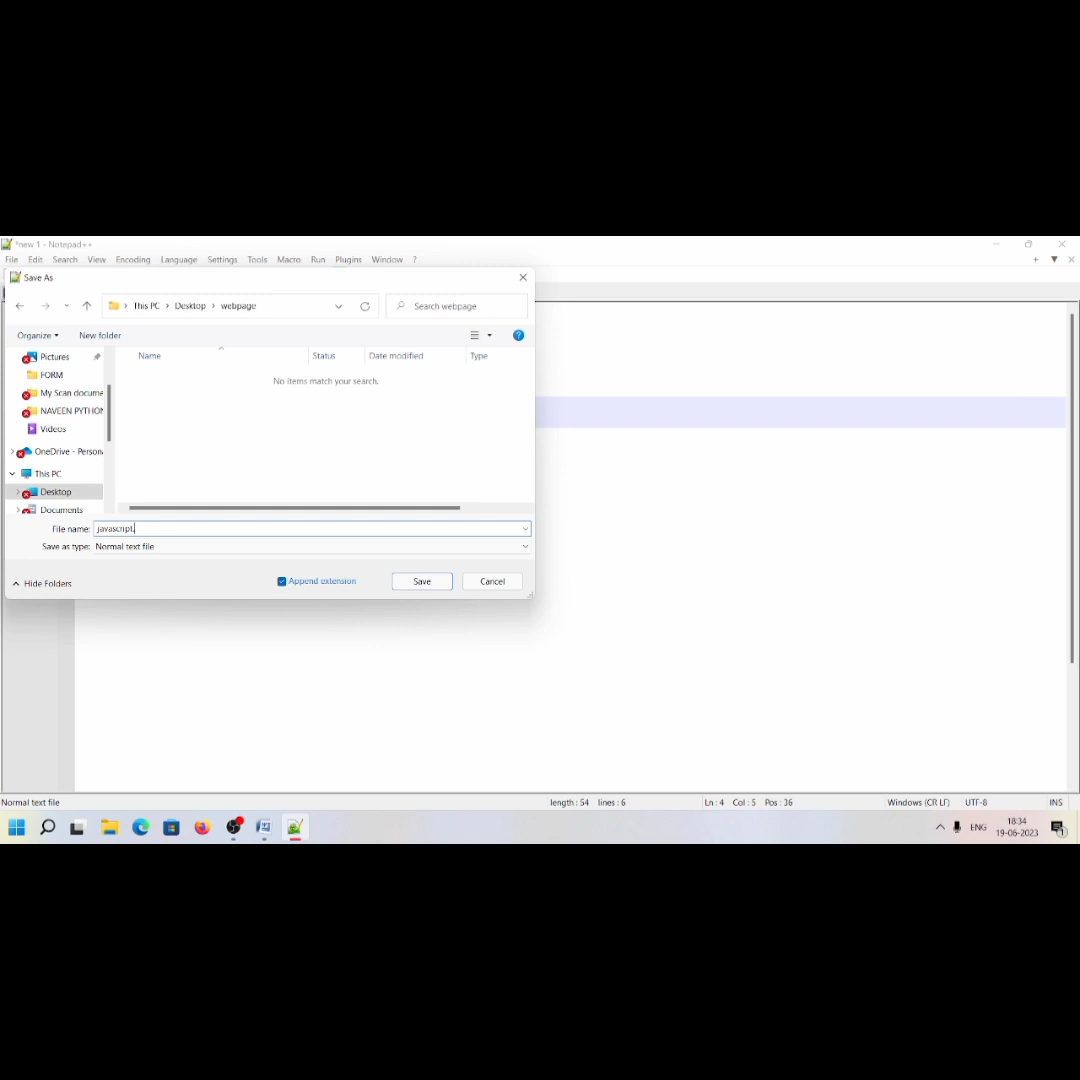 *new 1 - Notepad++
File Edit Search View Encoding Language Settings Tools Macro Run Plugins Window ?
Save As
This PC > Desktop > webpage
Search webpage
Organize
New folder
Name
Status
Date modified
Type
No items match your search.
Pictures
FORM
My Scan docume
NAVEEN PYTHON
Videos
OneDrive - Person
This PC
Desktop
Documents
File name: javascript.
Save as type: Normal text file
Hide Folders
Append extension
Save
Cancel
Normal text file
length : 54 lines : 6
Ln : 4 Col : 5 Pos : 36
Windows (CR LF)
UTF-8
INS
ENG
18:34
19-06-2023
1